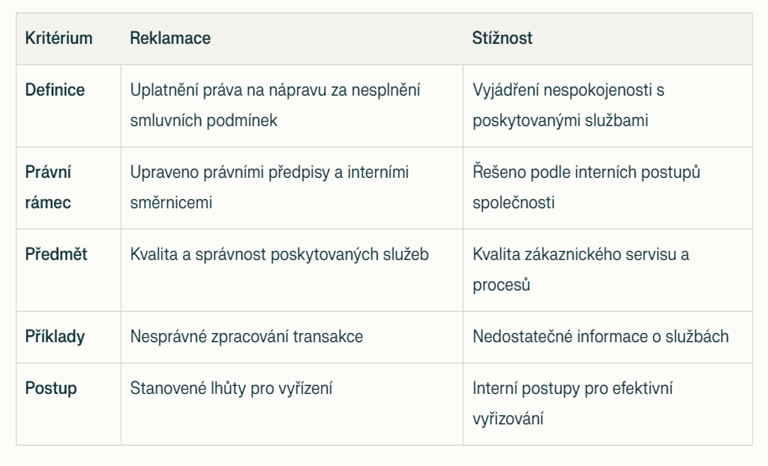 Kritérium Reklamace Stížnost
Definice Uplatnění práva na nápravu za nesplnění Vyjádření nespokojenosti s
smluvních podmínek poskytovanými službami
Právní Upraveno právními předpisy a interními Řešeno podle interních postupů
rámec směrnicemi společnosti
Předmět Kvalita a správnost poskytovaných služeb Kvalita zákaznického servisu a
procesů
Příklady Nesprávné zpracování transakce Nedostatečné informace o službách
Postup Stanovené lhůty pro vyřízení Interní postupy pro efektivní
vyřizování